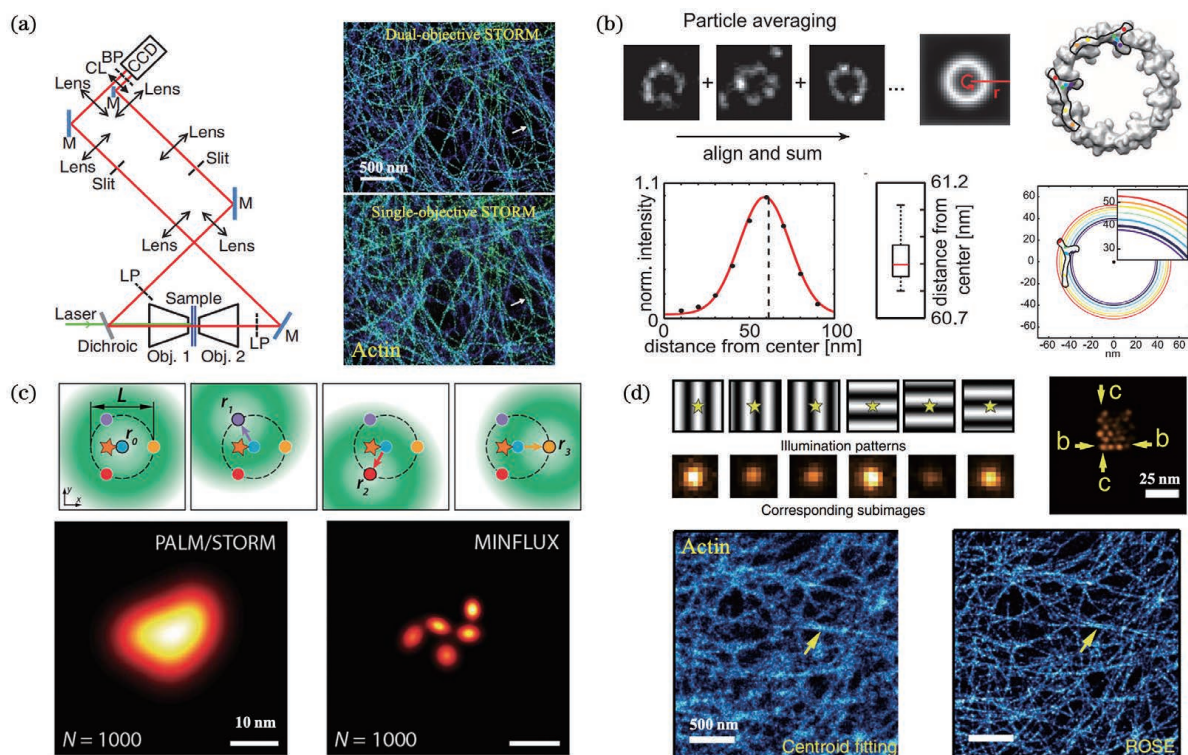 (a)
BP
CCD
CL
Lens
M
Lens
M
Lens
Lens
Slit
Slit
M
Lens
Lens
LP
Sample
Laser
Dichroic
Obj. 1
Obj. 2
LP
M
Dual-objective STORM
500 nm
Single-objective STORM
Actin
(b)
Particle averaging
+
+
...
r
align and sum
1.1
norm. intensity
0
0
50
100
distance from center [nm]
61.2
distance from
center [nm]
60.7
60
40
20
0
-20
-40
-60
50
40
30
-60 -40 -20 0 20 40 60
nm
(c)
L
r0
r1
r2
r3
y
x
PALM/STORM
N = 1000
10 nm
MINFLUX
N = 1000
(d)
Illumination patterns
Corresponding subimages
c
b
b
c
25 nm
Actin
500 nm
Centroid fitting
ROSE